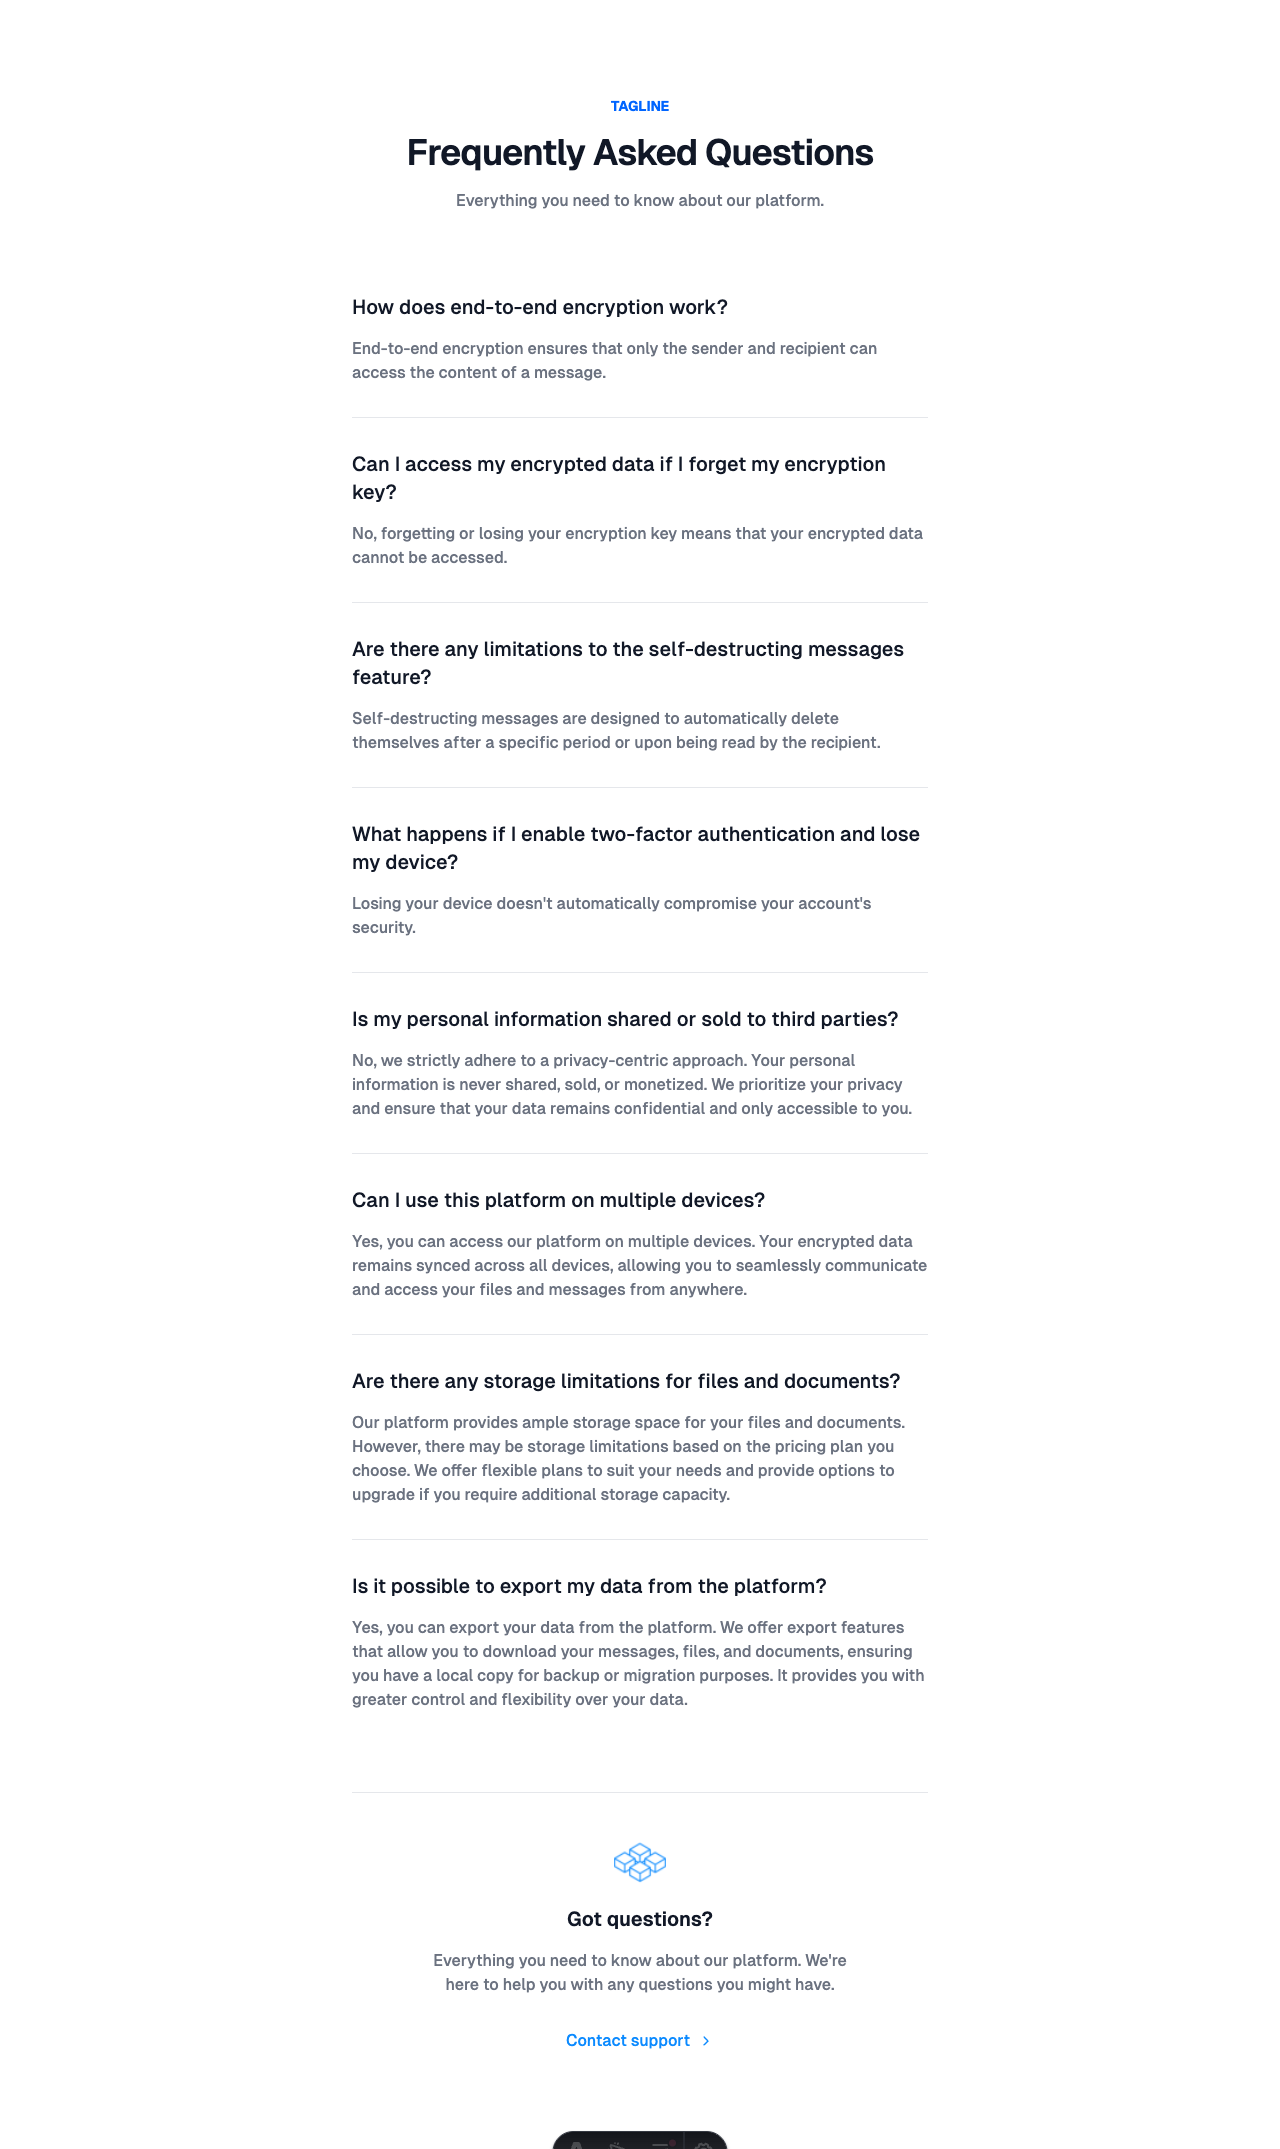 TAGLINE
Frequently Asked Questions
Everything you need to know about our platform.
How does end-to-end encryption work?
End-to-end encryption ensures that only the sender and recipient can
access the content of a message.
Can I access my encrypted data if I forget my encryption
key?
No, forgetting or losing your encryption key means that your encrypted data
cannot be accessed.
Are there any limitations to the self-destructing messages
feature?
Self-destructing messages are designed to automatically delete
themselves after a specific period or upon being read by the recipient.
What happens if I enable two-factor authentication and lose
my device?
Losing your device doesn't automatically compromise your account's
security.
Is my personal information shared or sold to third parties?
No, we strictly adhere to a privacy-centric approach. Your personal
information is never shared, sold, or monetized. We prioritize your privacy
and ensure that your data remains confidential and only accessible to you.
Can I use this platform on multiple devices?
Yes, you can access our platform on multiple devices. Your encrypted data
remains synced across all devices, allowing you to seamlessly communicate
and access your files and messages from anywhere.
Are there any storage limitations for files and documents?
Our platform provides ample storage space for your files and documents.
However, there may be storage limitations based on the pricing plan you
choose. We offer flexible plans to suit your needs and provide options to
upgrade if you require additional storage capacity.
Is it possible to export my data from the platform?
Yes, you can export your data from the platform. We offer export features
that allow you to download your messages, files, and documents, ensuring
you have a local copy for backup or migration purposes. It provides you with
greater control and flexibility over your data.
Got questions?
Everything you need to know about our platform. We're
here to help you with any questions you might have.
Contact support